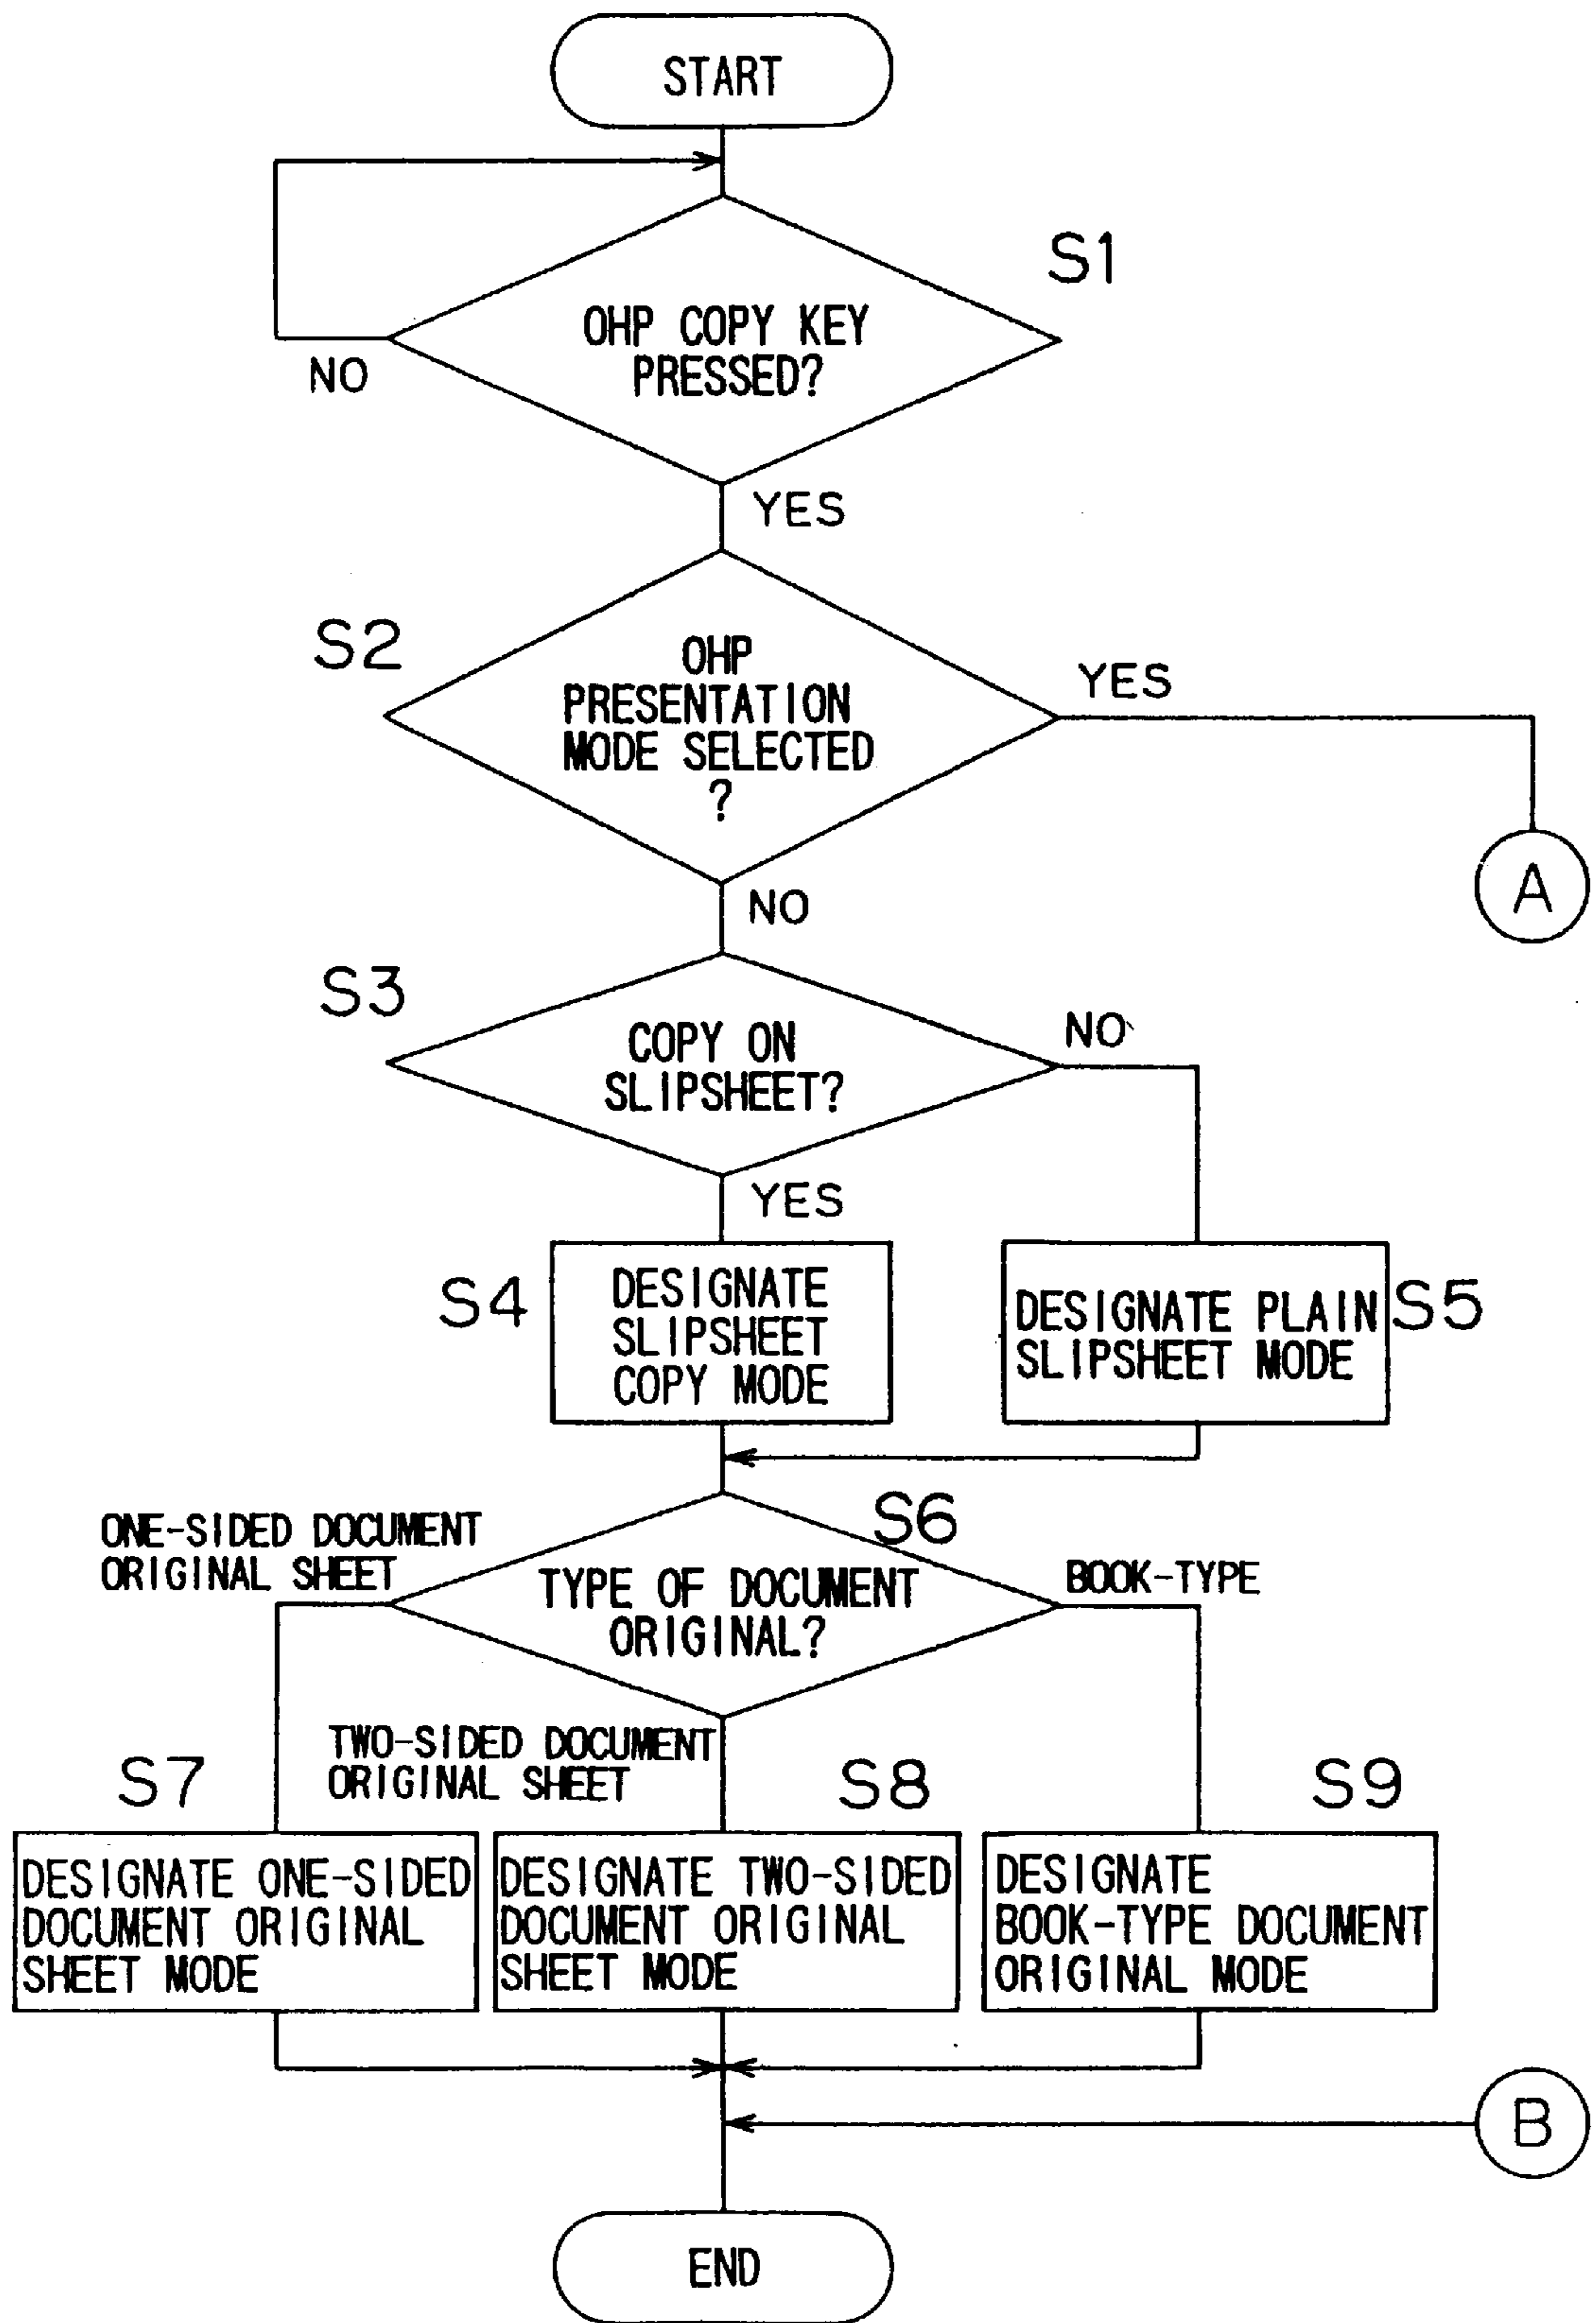 START
S1
OHP COPY KEY
PRESSED?
NO
YES
S2
OHP
PRESENTATION
MODE SELECTED
?
YES
A
NO
S3
COPY ON
SLIPSHEET?
NO
YES
S4
DESIGNATE
SLIPSHEET
COPY MODE
DESIGNATE PLAIN
SLIPSHEET MODE
S5
S6
ONE-SIDED DOCUMENT
ORIGINAL SHEET
TYPE OF DOCUMENT
ORIGINAL?
BOOK-TYPE
TWO-SIDED DOCUMENT
ORIGINAL SHEET
S7
S8
S9
DESIGNATE ONE-SIDED
DOCUMENT ORIGINAL
SHEET MODE
DESIGNATE TWO-SIDED
DOCUMENT ORIGINAL
SHEET MODE
DESIGNATE
BOOK-TYPE DOCUMENT
ORIGINAL MODE
B
END